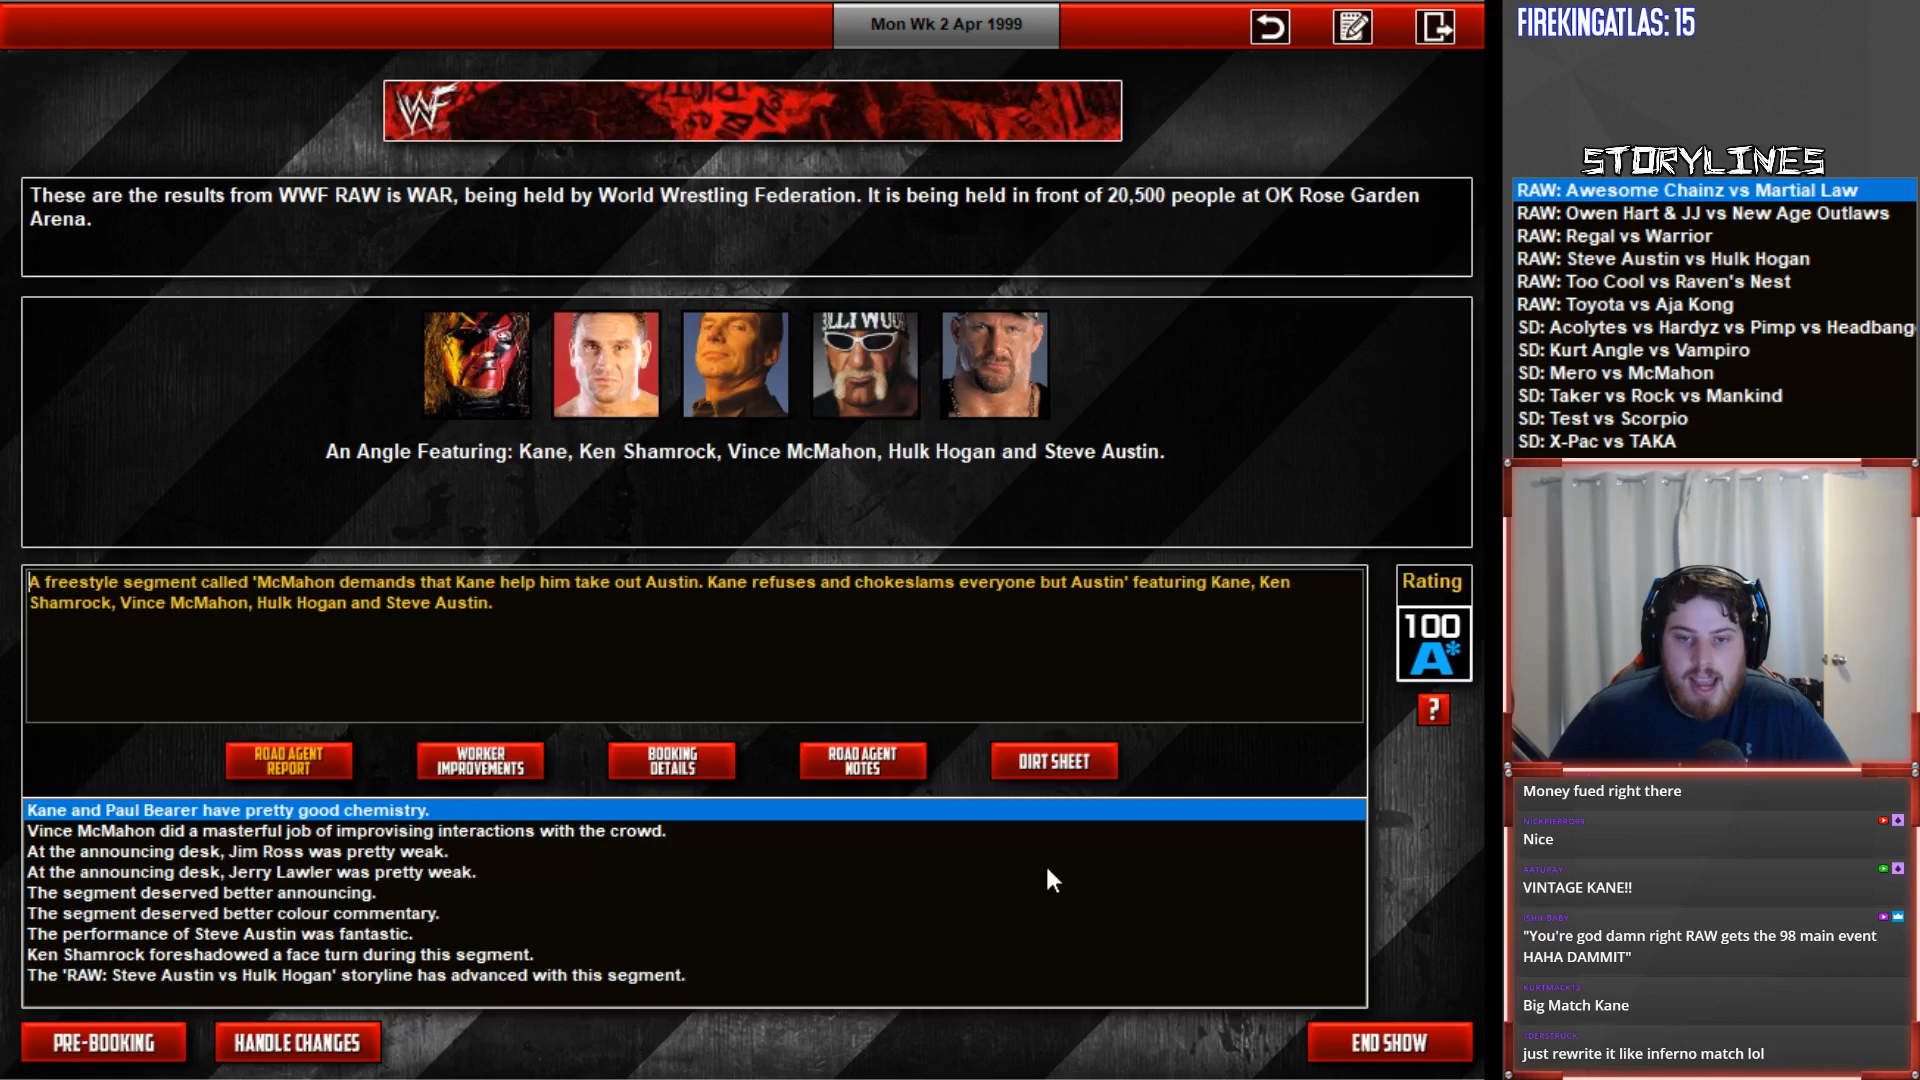 Mon Wk 2 Apr 1999
WF
These are the results from WWF RAW is WAR, being held by World Wrestling Federation. It is being held in front of 20,500 people at OK Rose Garden
Arena.
An Angle Featuring: Kane, Ken Shamrock, Vince McMahon, Hulk Hogan and Steve Austin.
A freestyle segment called 'McMahon demands that Kane help him take out Austin. Kane refuses and chokeslams everyone but Austin' featuring Kane, Ken
Shamrock, Vince McMahon, Hulk Hogan and Steve Austin.
Rating
100
A*
?
ROAD AGENT
REPORT
WORKER
IMPROVEMENTS
BOOKING
DETAILS
ROAD AGENT
NOTES
DIRT SHEET
Kane and Paul Bearer have pretty good chemistry.
Vince McMahon did a masterful job of improvising interactions with the crowd.
At the announcing desk, Jim Ross was pretty weak.
At the announcing desk, Jerry Lawler was pretty weak.
The segment deserved better announcing.
The segment deserved better colour commentary.
The performance of Steve Austin was fantastic.
Ken Shamrock foreshadowed a face turn during this segment.
The 'RAW: Steve Austin vs Hulk Hogan' storyline has advanced with this segment.
PRE-BOOKING
HANDLE CHANGES
END SHOW
FIREKINGATLAS: 15
STORYLINES
RAW: Awesome Chainz vs Martial Law
RAW: Owen Hart & JJ vs New Age Outlaws
RAW: Regal vs Warrior
RAW: Steve Austin vs Hulk Hogan
RAW: Too Cool vs Raven's Nest
RAW: Toyota vs Aja Kong
SD: Acolytes vs Hardyz vs Pimp vs Headbang
SD: Kurt Angle vs Vampiro
SD: Mero vs McMahon
SD: Taker vs Rock vs Mankind
SD: Test vs Scorpio
SD: X-Pac vs TAKA
Money fued right there
Nice
AATURAY
VINTAGE KANE!!
ISHII BABY
"You're god damn right RAW gets the 98 main event
HAHA DAMMIT"
KURTMACK12
Big Match Kane
just rewrite it like inferno match lol